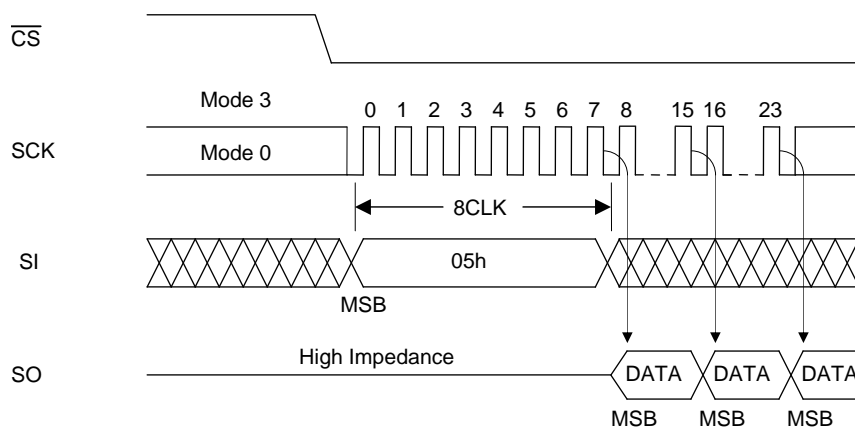 CS
Mode 3
0 1 2 3 4 5 6 7 8 15 16 23
SCK
Mode 0
8CLK
SI
05h
MSB
High Impedance
SO
DATA DATA DATA
MSB MSB MSB